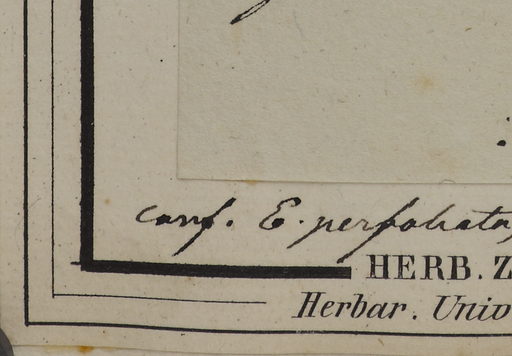 conf. E. perfoliata,
HERB. Z
Herbar. Univ